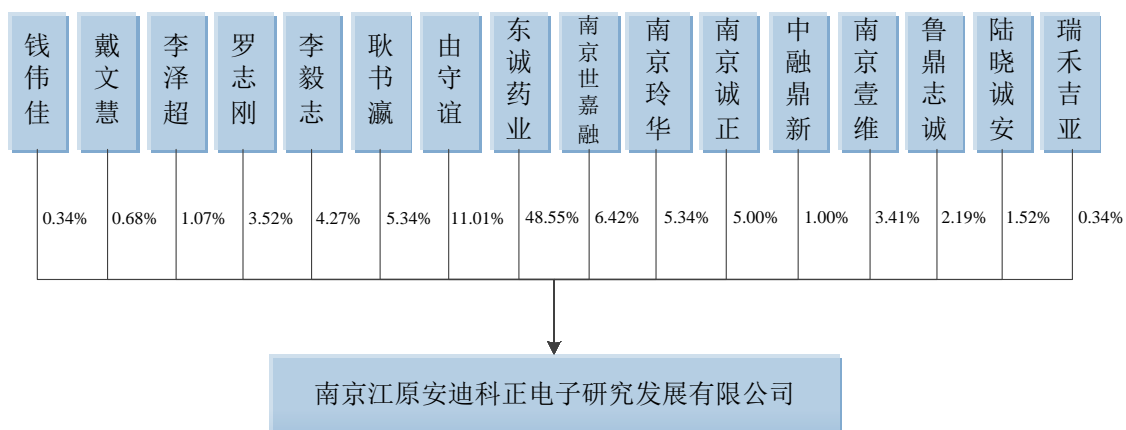 钱伟佳
戴文慧
李泽超
罗志刚
李毅志
耿书瀛
由守谊
东诚药业
南京世嘉融
南京玲华
南京诚正
中融鼎新
南京壹维
鲁鼎志诚
陆晓诚安
瑞禾吉亚
0.34%
0.68%
1.07%
3.52%
4.27%
5.34%
11.01%
48.55%
6.42%
5.34%
5.00%
1.00%
3.41%
2.19%
1.52%
0.34%
南京江原安迪科正电子研究发展有限公司